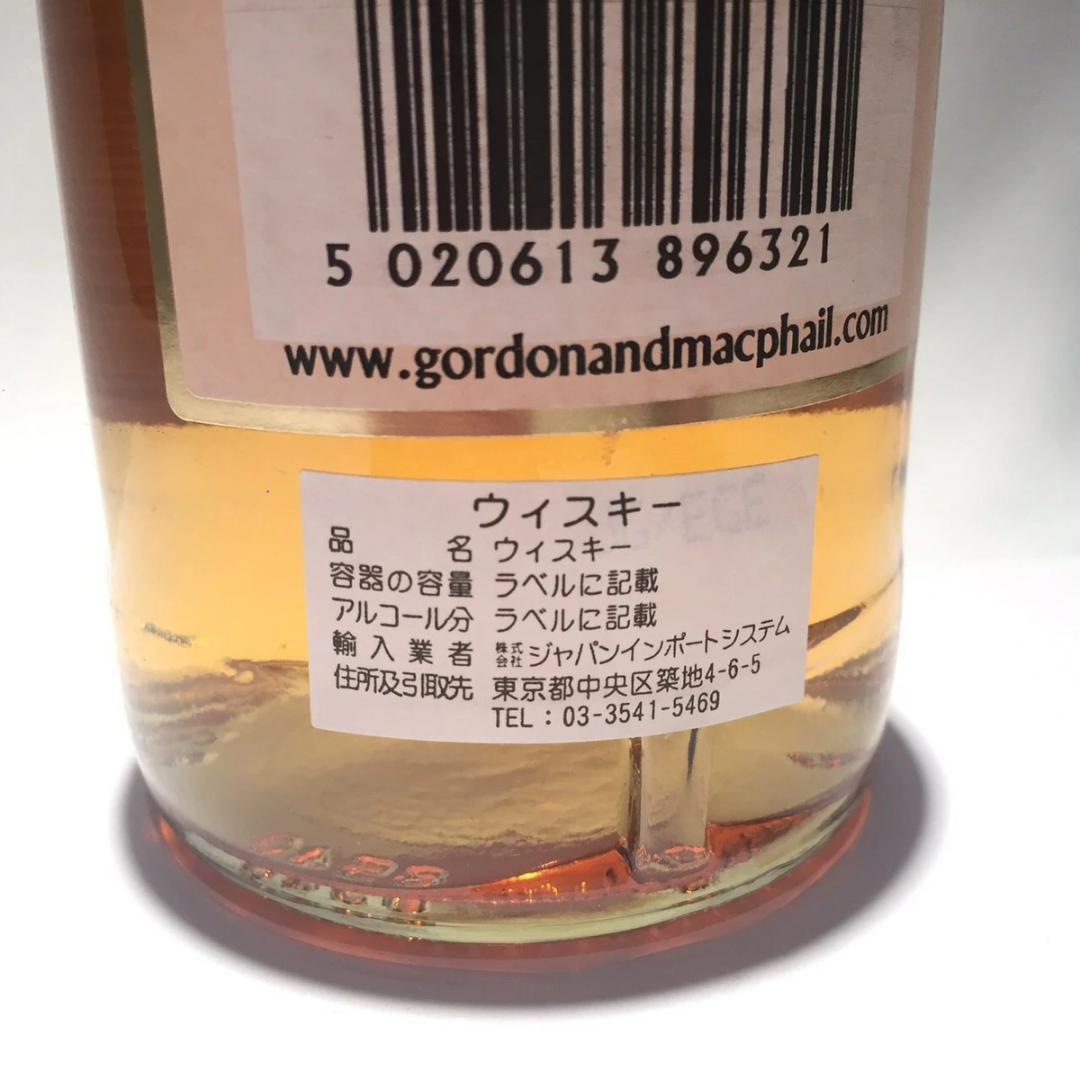 5 020613 896321
www.gordonandmacphail.com
ウィスキー
品 名 ウィスキー
容器の容量 ラベルに記載
アルコール分 ラベルに記載
輸入業者 株式会社 ジャパンインポートシステム
住所及引取先 東京都中央区築地4-6-5
TEL:03-3541-5469